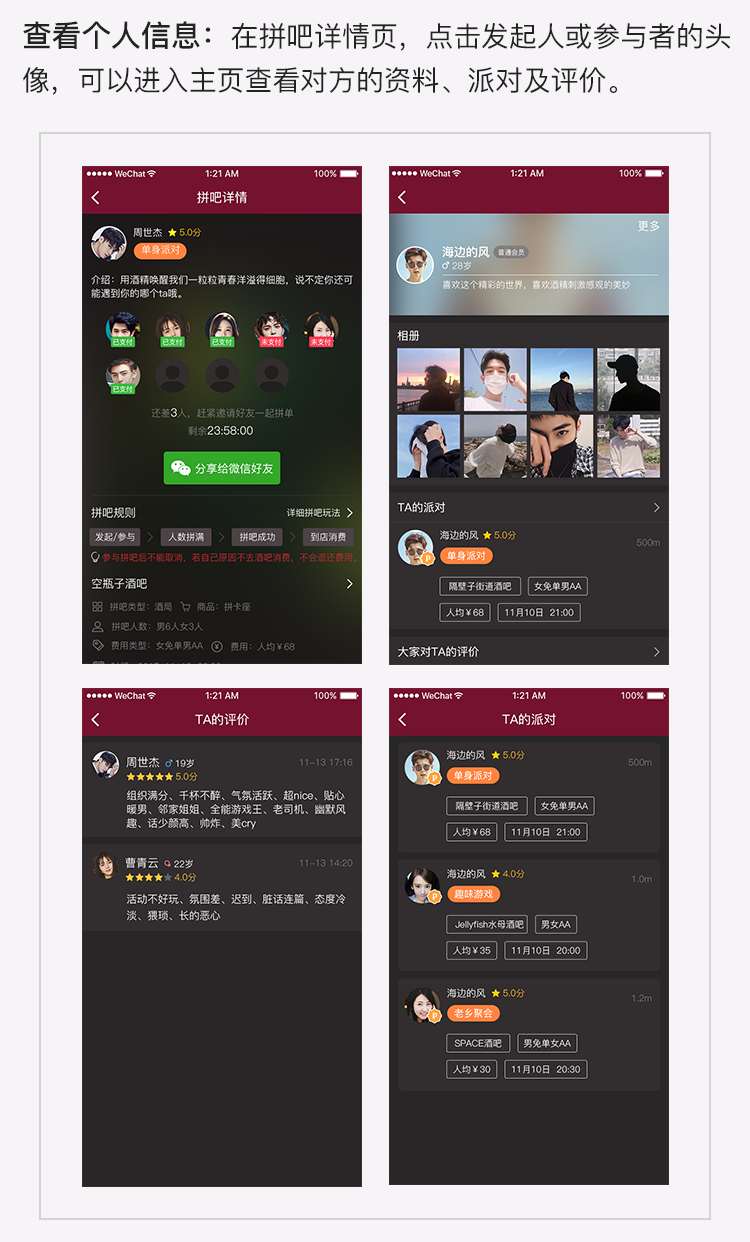 查看个人信息：在拼吧详情页，点击发起人或参与者的头
像，可以进入主页查看对方的资料、派对及评价。
WeChat 1:21 AM 100%
拼吧详情
周世杰 5.0分
单身派对
介绍：用酒精唤醒我们一粒粒青春洋溢得细胞，说不定你还可
能遇到你的哪个ta哦。
已支付 已支付 已支付 未支付 未支付
已支付
还差3人，赶紧邀请好友一起拼单
剩余23:58:00
分享给微信好友
拼吧规则 详细拼吧玩法
发起/参与 人数拼满 拼吧成功 到店消费
参与拼吧后不能取消，若自己原因不去酒吧消费，不会退还费用。
空瓶子酒吧
拼吧类型：酒局 商品：拼卡座
拼吧人数：男6人女3人
费用类型：女免单男AA 费用：人均￥68
WeChat 1:21 AM 100%
更多
海边的风 普通会员
28岁
喜欢这个精彩的世界，喜欢酒精刺激感观的美妙
相册
TA的派对
海边的风 5.0分
500m
单身派对
隔壁子街道酒吧 女免单男AA
人均￥68 11月10日 21:00
大家对TA的评价
WeChat 1:21 AM 100%
TA的评价
周世杰 19岁 11-13 17:16
5.0分
组织满分、千杯不醉、气氛活跃、超nice、贴心
暖男、邻家姐姐、全能游戏王、老司机、幽默风
趣、话少颜高、帅炸、美cry
曹青云 22岁 11-13 14:20
4.0分
活动不好玩、氛围差、迟到、脏话连篇、态度冷
淡、猥琐、长的恶心
WeChat 1:21 AM 100%
TA的派对
海边的风 5.0分
500m
单身派对
隔壁子街道酒吧 女免单男AA
人均￥68 11月10日 21:00
海边的风 4.0分
1.0m
趣味游戏
Jellyfish水母酒吧 男女AA
人均￥35 11月10日 20:00
海边的风 5.0分
1.2m
老乡聚会
SPACE酒吧 男免单女AA
人均￥30 11月10日 20:30